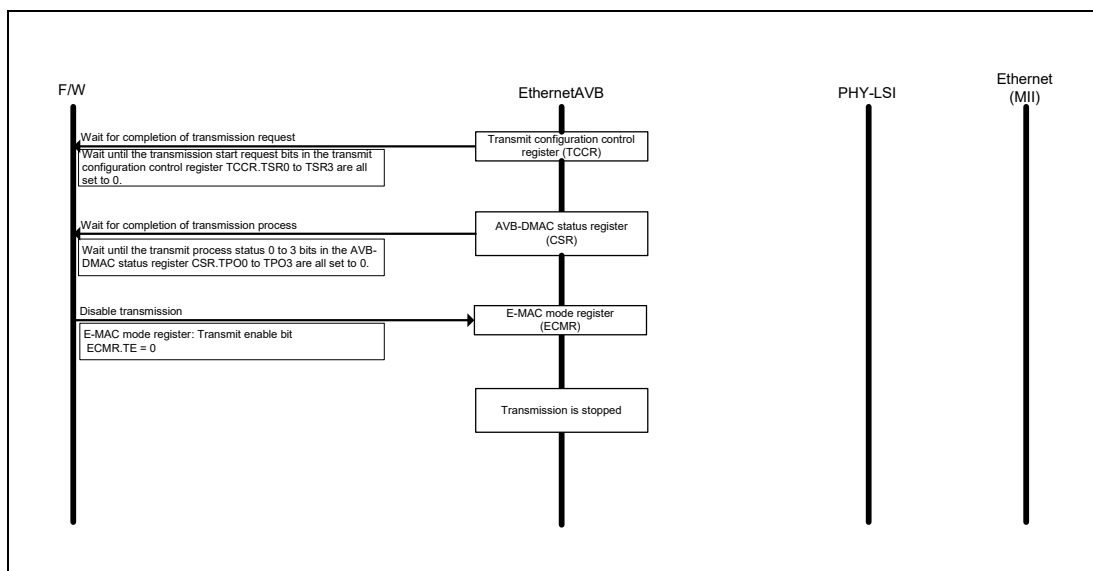 F/W
EthernetAVB
PHY-LSI
Ethernet
(MII)
Wait for completion of transmission request
Transmit configuration control
register (TCCR)
Wait until the transmission start request bits in the transmit
configuration control register TCCR.TSR0 to TSR3 are all
set to 0.
Wait for completion of transmission process
AVB-DMAC status register
(CSR)
Wait until the transmit process status 0 to 3 bits in the AVB-
DMAC status register CSR.TPO0 to TPO3 are all set to 0.
Disable transmission
E-MAC mode register
(ECMR)
E-MAC mode register: Transmit enable bit
ECMR.TE = 0
Transmission is stopped